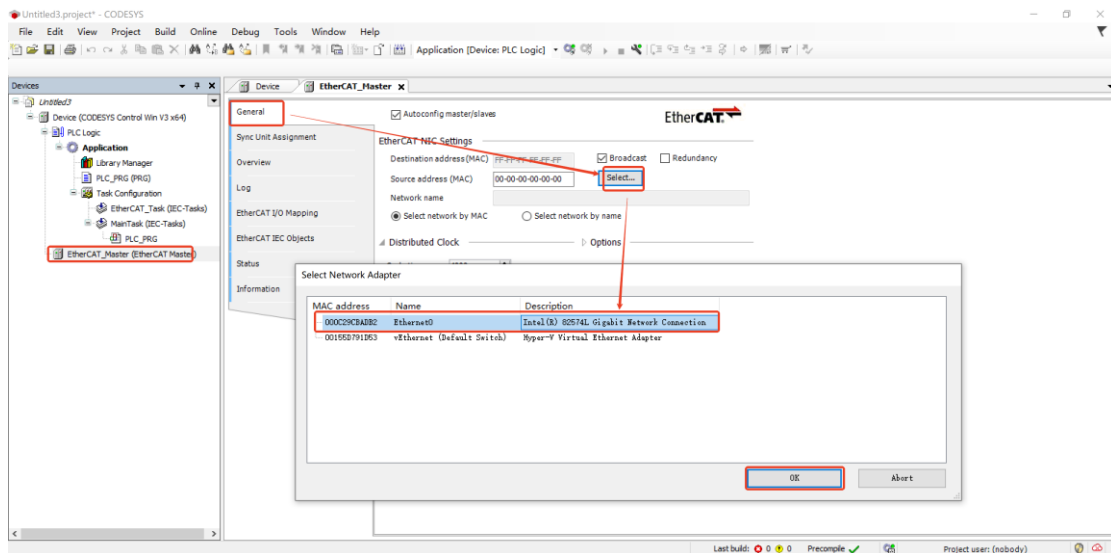 Untitled3.project* - CODESYS
File Edit View Project Build Online Debug Tools Window Help
Application [Device: PLC Logic]
Devices
Device
EtherCAT_Master
Untitled3
Device (CODESYS Control Win V3 x64)
PLC Logic
Application
Library Manager
PLC_PRG (PRG)
Task Configuration
EtherCAT_Task (IEC-Tasks)
MainTask (IEC-Tasks)
PLC_PRG
EtherCAT_Master (EtherCAT Master)
General
Sync Unit Assignment
Overview
Log
EtherCAT I/O Mapping
EtherCAT IEC Objects
Status
Information
Autoconfig master/slaves
EtherCAT
EtherCAT NIC Settings
Destination address (MAC) FF-FF-FF-FF-FF-FF Broadcast Redundancy
Source address (MAC) 00-00-00-00-00-00 Select...
Network name
Select network by MAC Select network by name
Distributed Clock Options
Select Network Adapter
MAC address Name Description
000C29CBADB2 Ethernet0 Intel(R) 82574L Gigabit Network Connection
00155D791D53 vEthernet (Default Switch) Hyper-V Virtual Ethernet Adapter
OK Abort
Last build: 0 0 Precompile Project user: (nobody)